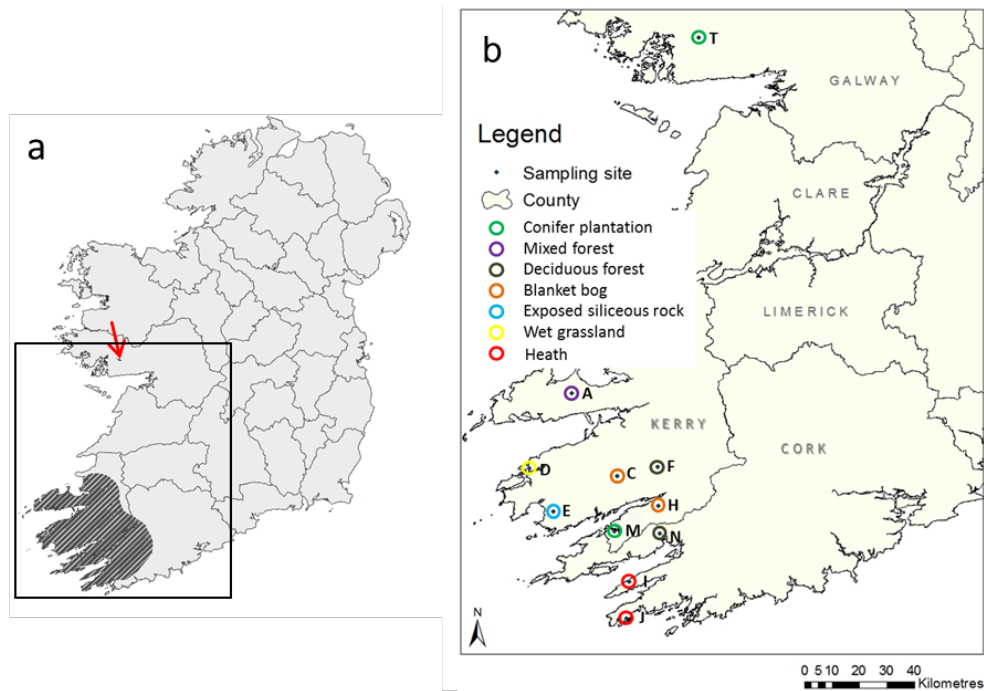 a
b
T
GALWAY
Legend
Sampling site
County
CLARE
Conifer plantation
Mixed forest
Deciduous forest
Blanket bog
Exposed siliceous rock
Wet grassland
Heath
LIMERICK
A
KERRY
CORK
D
F
C
E
H
M
N
I
J
N
0 5 10 20 30 40
Kilometres